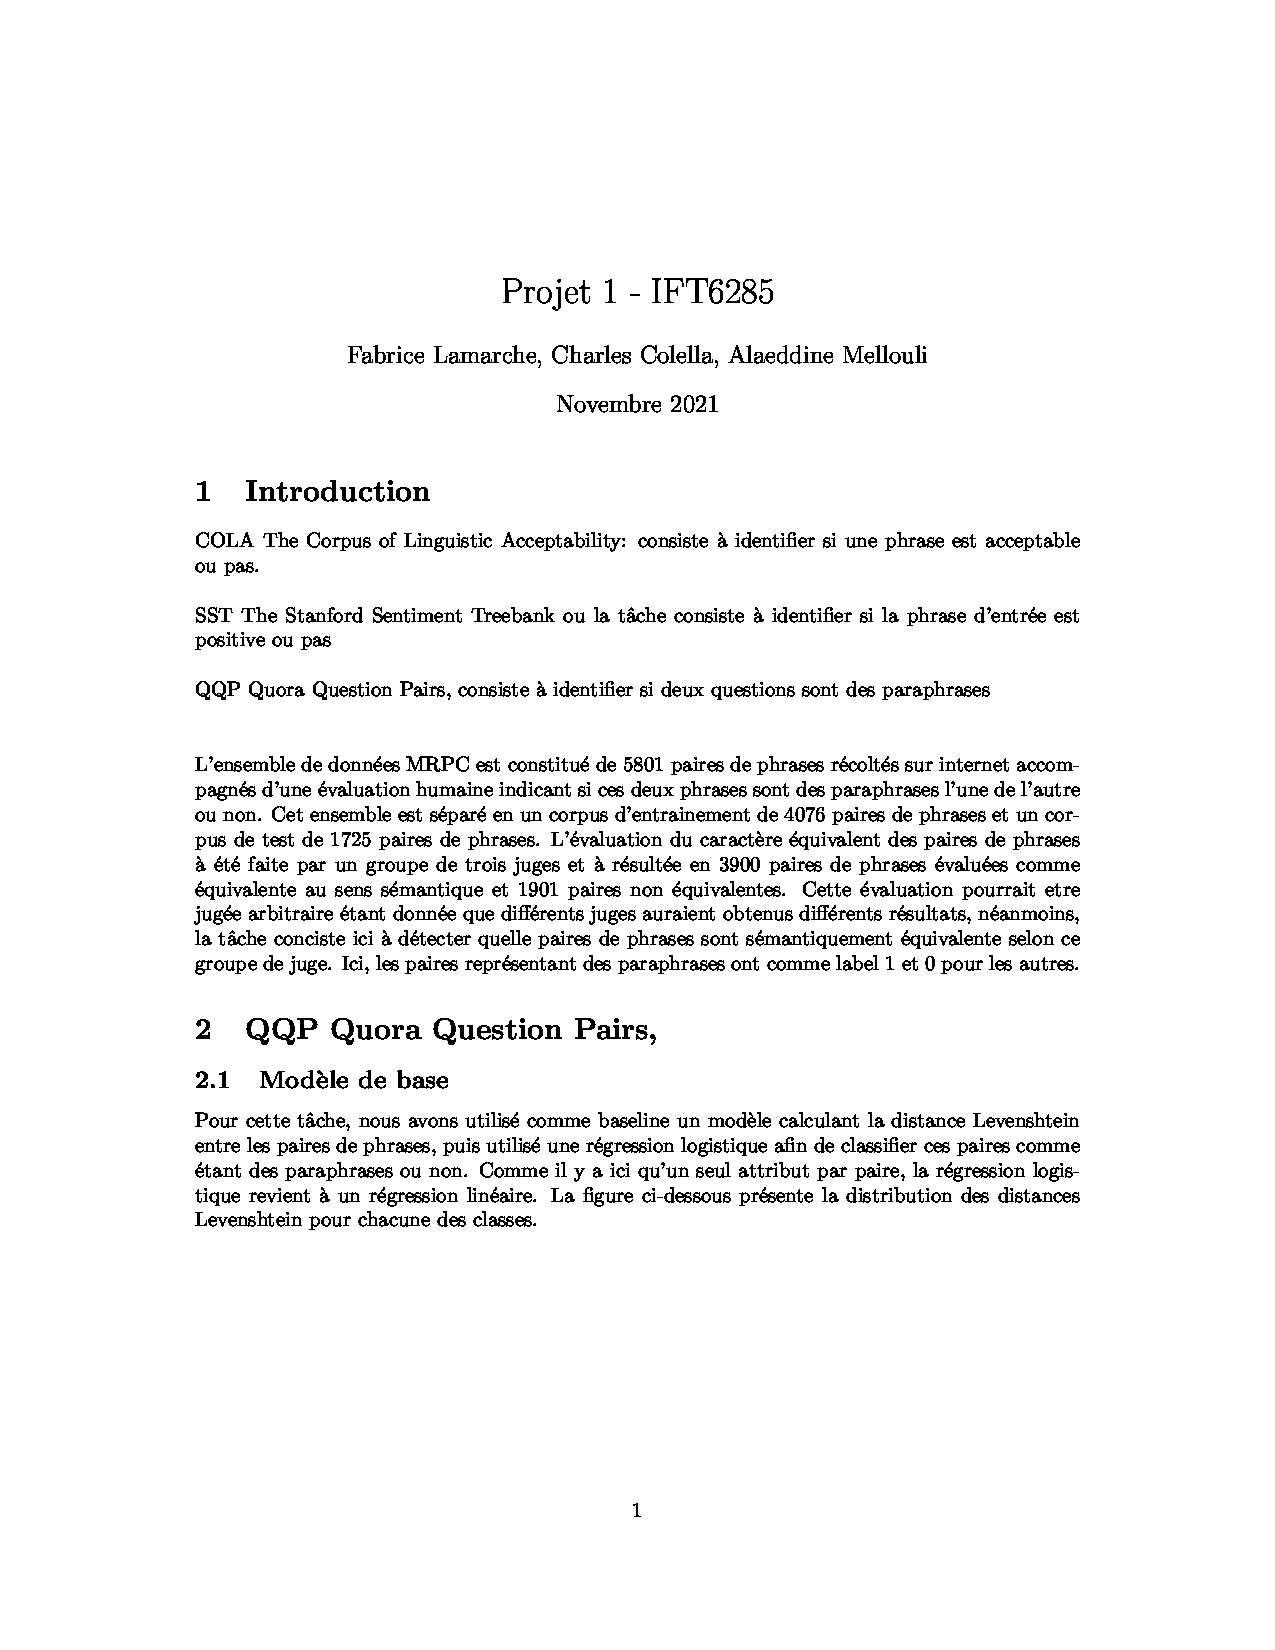 Projet 1 - IFT6285
Fabrice Lamarche, Charles Colella, Alaeddine Mellouli
Novembre 2021
1 Introduction
COLA The Corpus of Linguistic Acceptability: consiste à identifier si une phrase est acceptable
ou pas.
SST The Stanford Sentiment Treebank ou la tâche consiste à identifier si la phrase d'entrée est
positive ou pas
QQP Quora Question Pairs, consiste à identifier si deux questions sont des paraphrases
L'ensemble de données MRPC est constitué de 5801 paires de phrases récoltés sur internet accom-
pagnés d'une évaluation humaine indicant si ces deux phrases sont des paraphrases l'une de l'autre
ou non. Cet ensemble est séparé en un corpus d'entrainement de 4076 paires de phrases et un cor-
pus de test de 1725 paires de phrases. L'évaluation du caractère équivalent des paires de phrases
à été faite par un groupe de trois juges et à résultée en 3900 paires de phrases évaluées comme
équivalente au sens sémantique et 1901 paires non équivalentes. Cette évaluation pourrait etre
jugée arbitraire étant donnée que différents juges auraient obtenus différents résultats, néanmoins,
la tâche conciste ici à détecter quelle paires de phrases sont sémantiquement équivalente selon ce
groupe de juge. Ici, les paires représentant des paraphrases ont comme label 1 et 0 pour les autres.
2 QQP Quora Question Pairs,
2.1 Modèle de base
Pour cette tâche, nous avons utilisé comme baseline un modèle calculant la distance Levenshtein
entre les paires de phrases, puis utilisé une régression logistique afin de classifier ces paires comme
étant des paraphrases ou non. Comme il y a ici qu'un seul attribut par paire, la régression logis-
tique revient à un régression linéaire. La figure ci-dessous présente la distribution des distances
Levenshtein pour chacune des classes.
1